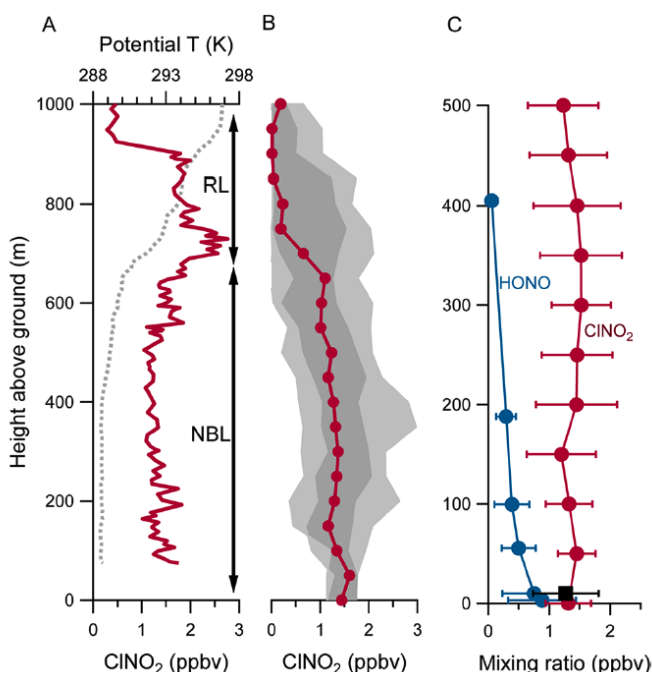 A
B
C
Potential T (K)
288
293
298
1000
800
600
400
200
0
Height above ground (m)
RL
NBL
0
1
2
3
ClNO₂ (ppbv)
0
1
2
3
ClNO₂ (ppbv)
500
400
300
200
100
0
HONO
ClNO₂
0
1
2
Mixing ratio (ppbv)